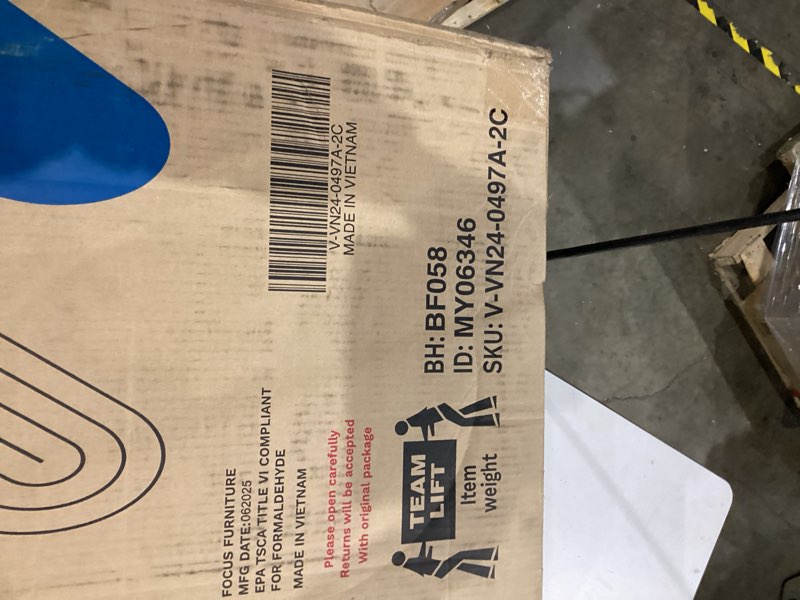 V-VN24-0497A-2C
MADE IN VIETNAM
BH: BF058
ID: MY06346
SKU: V-VN24-0497A-2C
FOCUS FURNITURE
MFG DATE:062025
EPA TSCA TITLE VI COMPLIANT
FOR FORMALDEHYDE
MADE IN VIETNAM
Please open carefully
Returns will be accepted
With original package
TEAM
LIFT
Item
weight